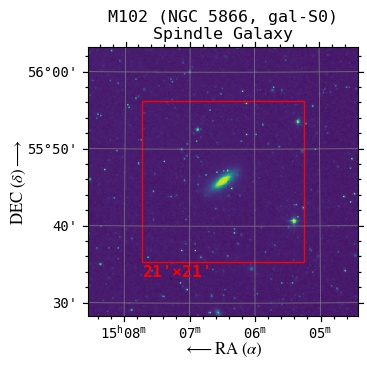 M102 (NGC 5866, gal-S0)
Spindle Galaxy
56°00'
55°50'
40'
30'
DEC (δ) ⟶
21'×21'
15ʰ08ᵐ 07ᵐ 06ᵐ 05ᵐ
⟵ RA (α)